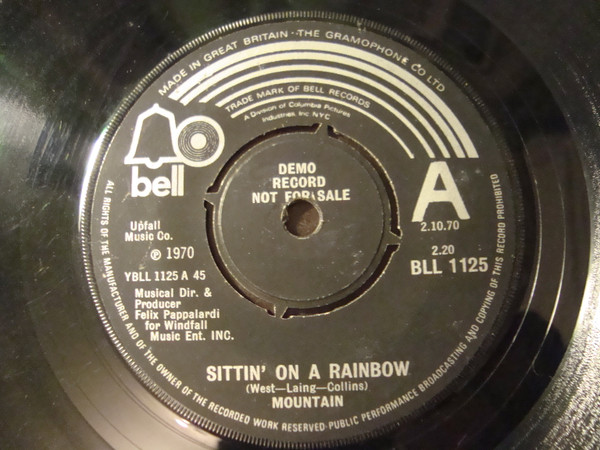 MADE IN GREAT BRITAIN · THE GRAMOPHONE CO LTD
TRADE MARK OF BELL RECORDS
A Division of Columbia Pictures
Industries, Inc. NYC
bell
DEMO
RECORD
NOT FOR SALE
A
2.10.70
2.20
BLL 1125
Upfall
Music Co.
℗ 1970
YBLL 1125 A 45
Musical Dir. &
Producer
Felix Pappalardi
for Windfall
Music Ent. INC.
SITTIN' ON A RAINBOW
(West—Laing—Collins)
MOUNTAIN
ALL RIGHTS OF THE MANUFACTURER AND OF THE OWNER OF THE RECORDED WORK RESERVED·PUBLIC PERFORMANCE BROADCASTING AND COPYING OF THIS RECORD PROHIBITED